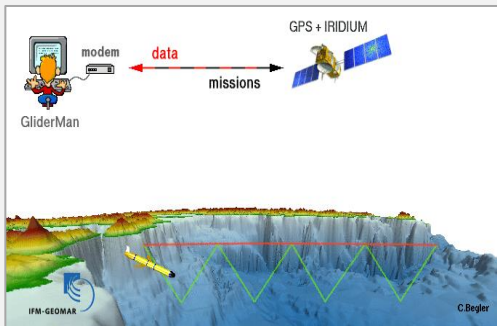 GPS + IRIDIUM
modem
data
missions
GliderMan
IFM-GEOMAR
C.Begler